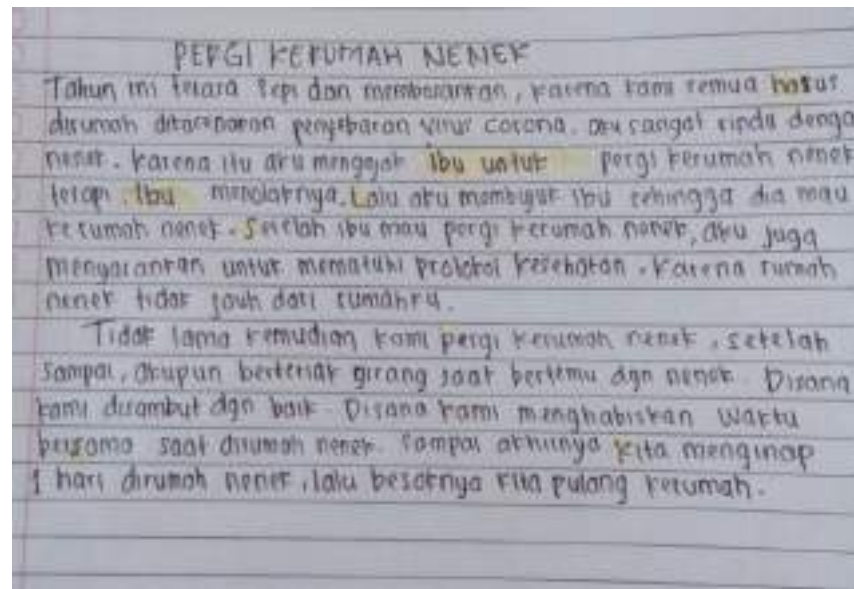 PERGI KERUMAH NENEK
Tahun ini terasa sepi dan membosankan, karena kami semua harus
dirumah dikarenakan penyebaran virus corona. aku sangat rindu denga
nenek. karena itu aku mengajak ibu untuk pergi kerumah nenek
tetapi ibu menolaknya. Lalu aku membujuk ibu sehingga dia mau
ke rumah nenek. Setelah ibu mau pergi kerumah nenek, aku juga
menyarankan untuk mematuhi protokol kesehatan. Karena rumah
nenek tidak jauh dari rumahku.
Tidak lama kemudian kami pergi kerumah nenek, setelah
sampai, akupun berteriak girang saat bertemu dgn nenek. Disana
kami disambut dgn baik. Disana kami menghabiskan waktu
bersama saat dirumah nenek. Sampai akhirnya kita menginap
1 hari dirumah nenek, lalu besoknya kita pulang kerumah.